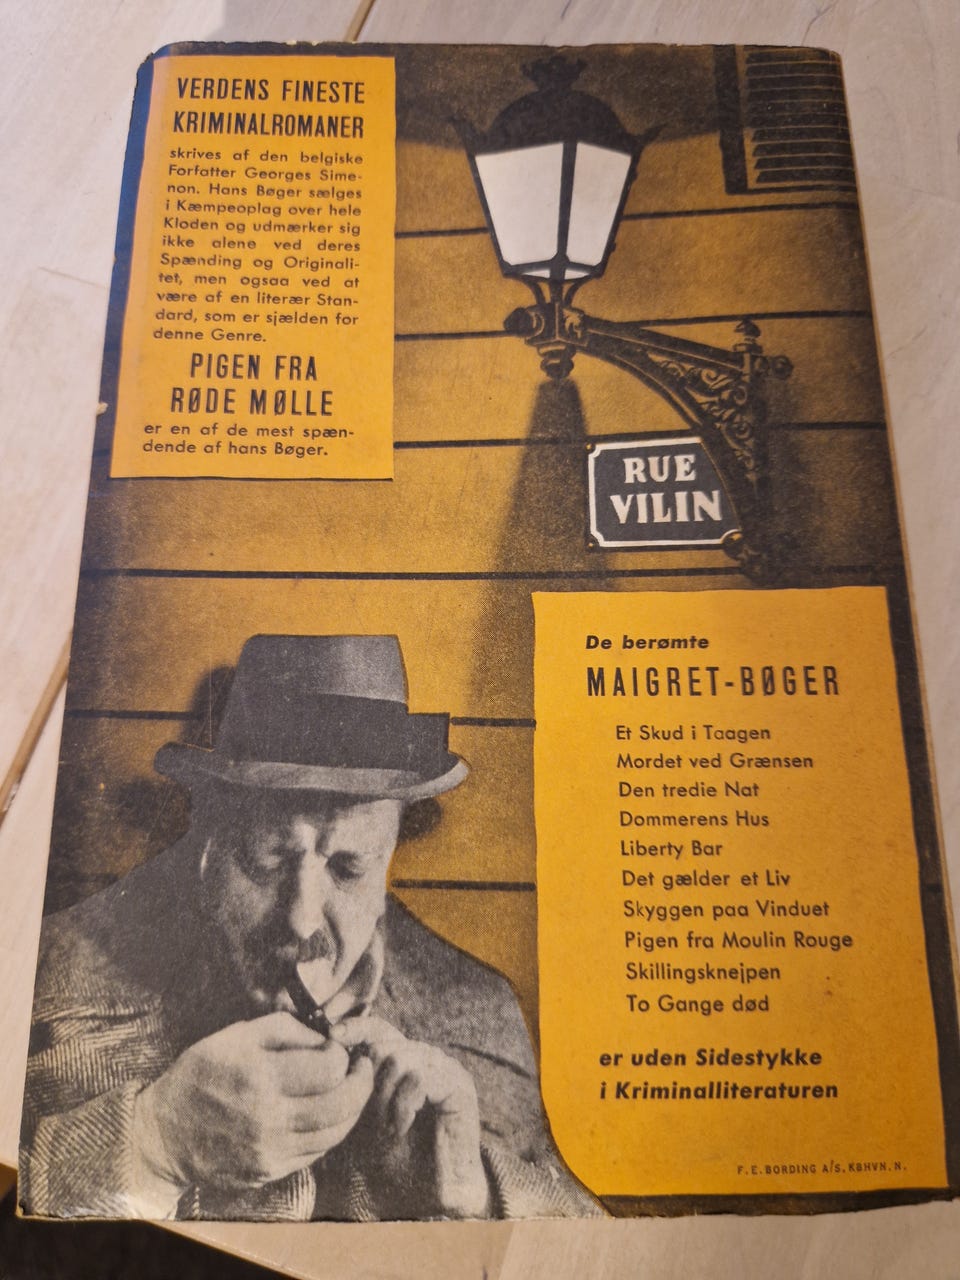 VERDENS FINESTE
KRIMINALROMANER
skrives af den belgiske
Forfatter Georges Sime-
non. Hans Bøger sælges
i Kæmpeoplag over hele
Kloden og udmærker sig
ikke alene ved deres
Spænding og Originali-
tet, men ogsaa ved at
være af en literær Stan-
dard, som er sjælden for
denne Genre.
PIGEN FRA
RØDE MØLLE
er en af de mest spæn-
dende af hans Bøger.
RUE
VILIN
De berømte
MAIGRET-BØGER
Et Skud i Taagen
Mordet ved Grænsen
Den tredie Nat
Dommerens Hus
Liberty Bar
Det gælder et Liv
Skyggen paa Vinduet
Pigen fra Moulin Rouge
Skillingsknejpen
To Gange død
er uden Sidestykke
i Kriminalliteraturen
F. E. BORDING A/S. KBHVN. N.